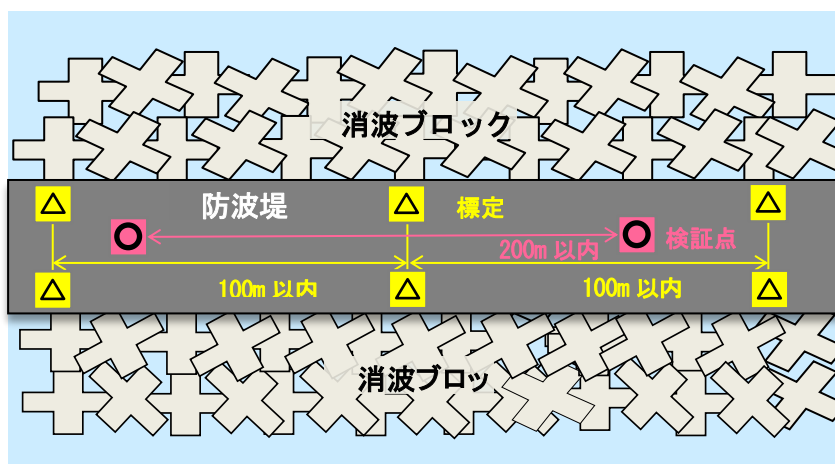 消波ブロック
防波堤
標定
検証点
200m 以内
100m 以内
100m 以内
消波ブロッ